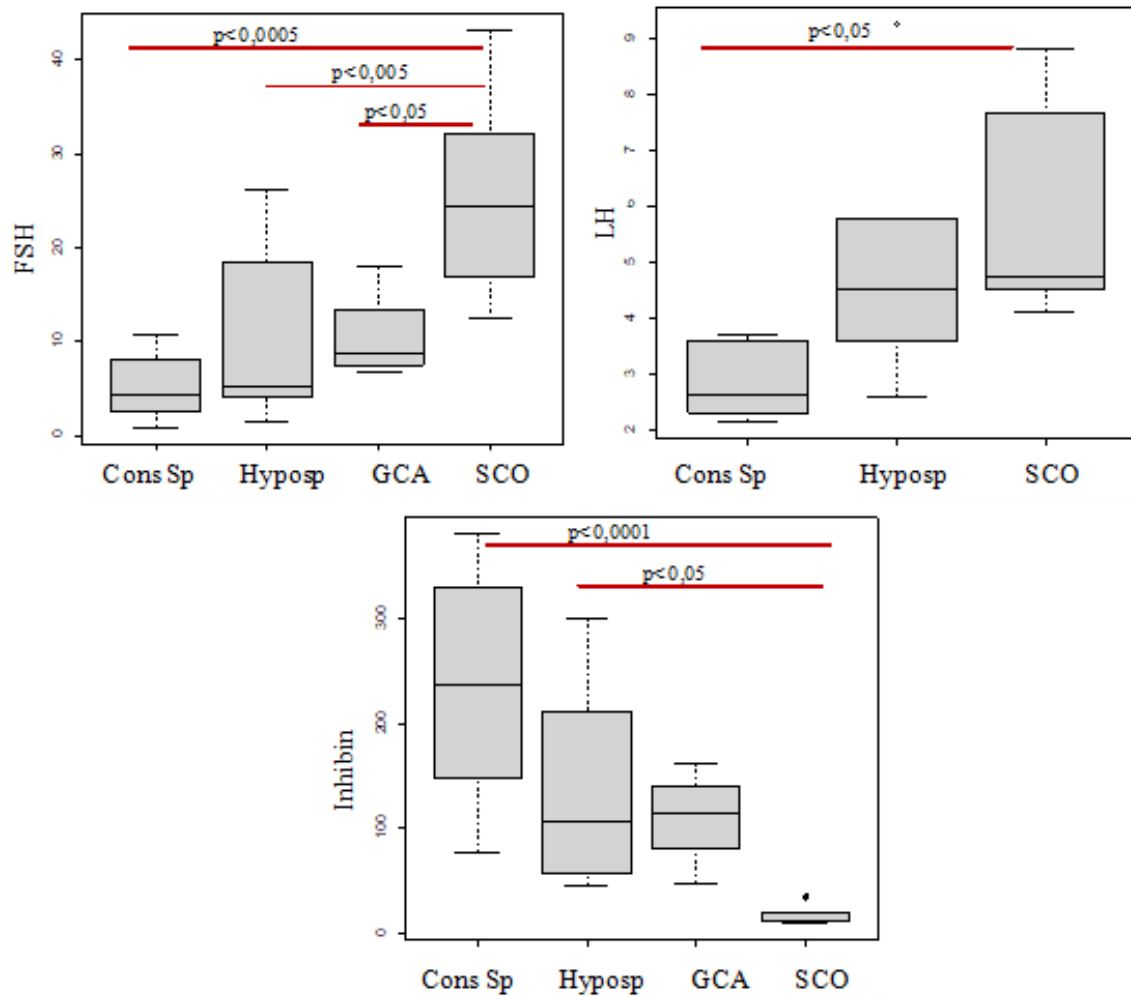 p<0,0005
p<0,005
p<0,05
FSH
40
30
20
10
0
Cons Sp Hyposp GCA SCO
p<0,05
LH
9
8
7
6
5
4
3
2
Cons Sp Hyposp SCO
p<0,0001
p<0,05
Inhibin
300
200
100
0
Cons Sp Hyposp GCA SCO